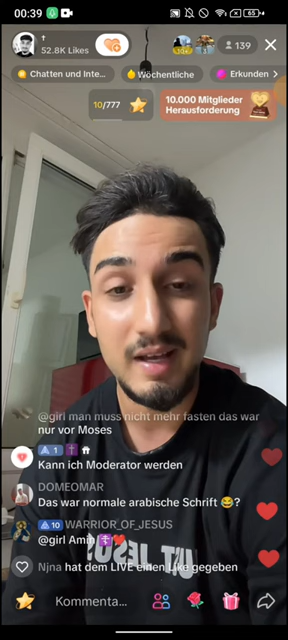 00:39
65
†
52.8K Likes
139
Chatten und Inte...
Wöchentliche
Erkunden
10/777
10.000 Mitglieder
Herausforderung
@girl man muss nicht mehr fasten das war
nur vor Moses
1
Kann ich Moderator werden
DOMEOMAR
Das war normale arabische Schrift 😂?
10 WARRIOR_OF_JESUS
@girl Amin ✝️❤️
Njna hat dem LIVE einen Like gegeben
Kommenta...